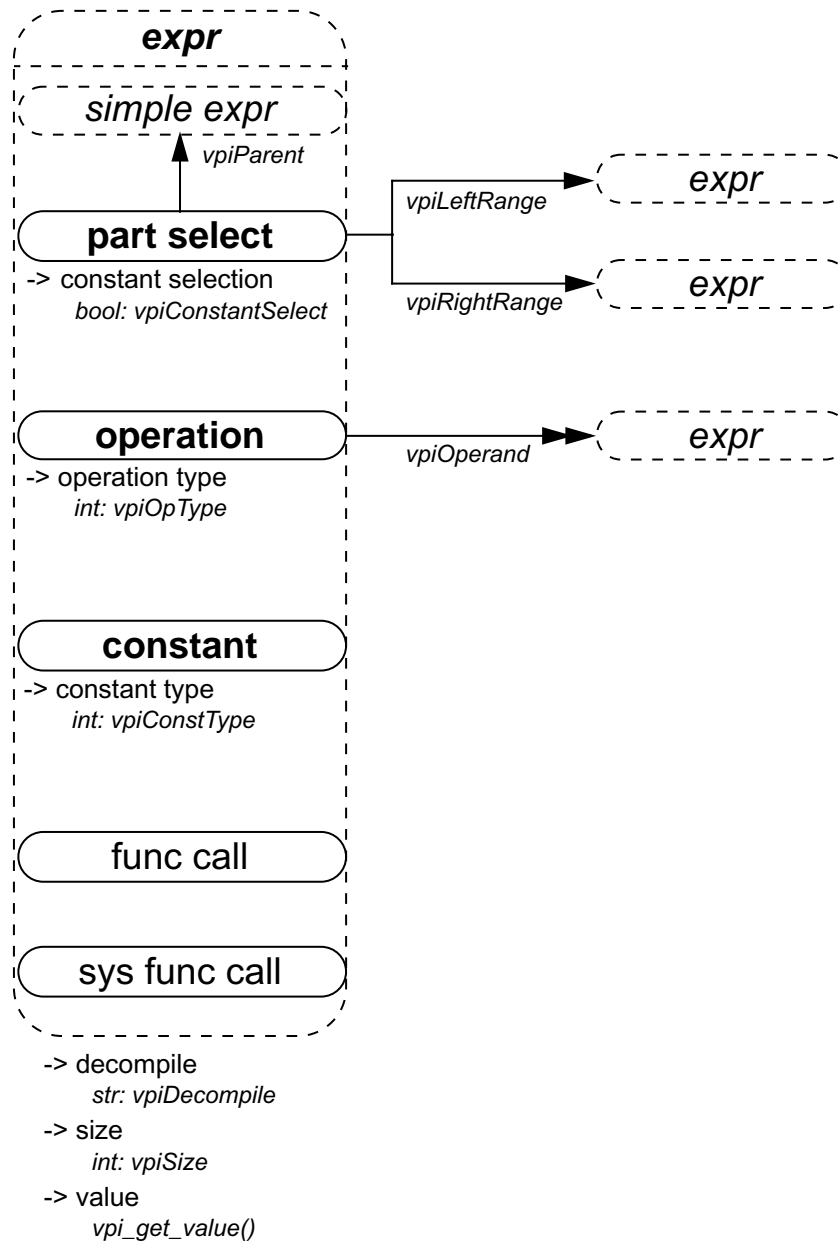 expr
simple expr
vpiParent
part select
-> constant selection
bool: vpiConstantSelect
vpiLeftRange
expr
vpiRightRange
expr
operation
-> operation type
int: vpiOpType
vpiOperand
expr
constant
-> constant type
int: vpiConstType
func call
sys func call
-> decompile
str: vpiDecompile
-> size
int: vpiSize
-> value
vpi_get_value()